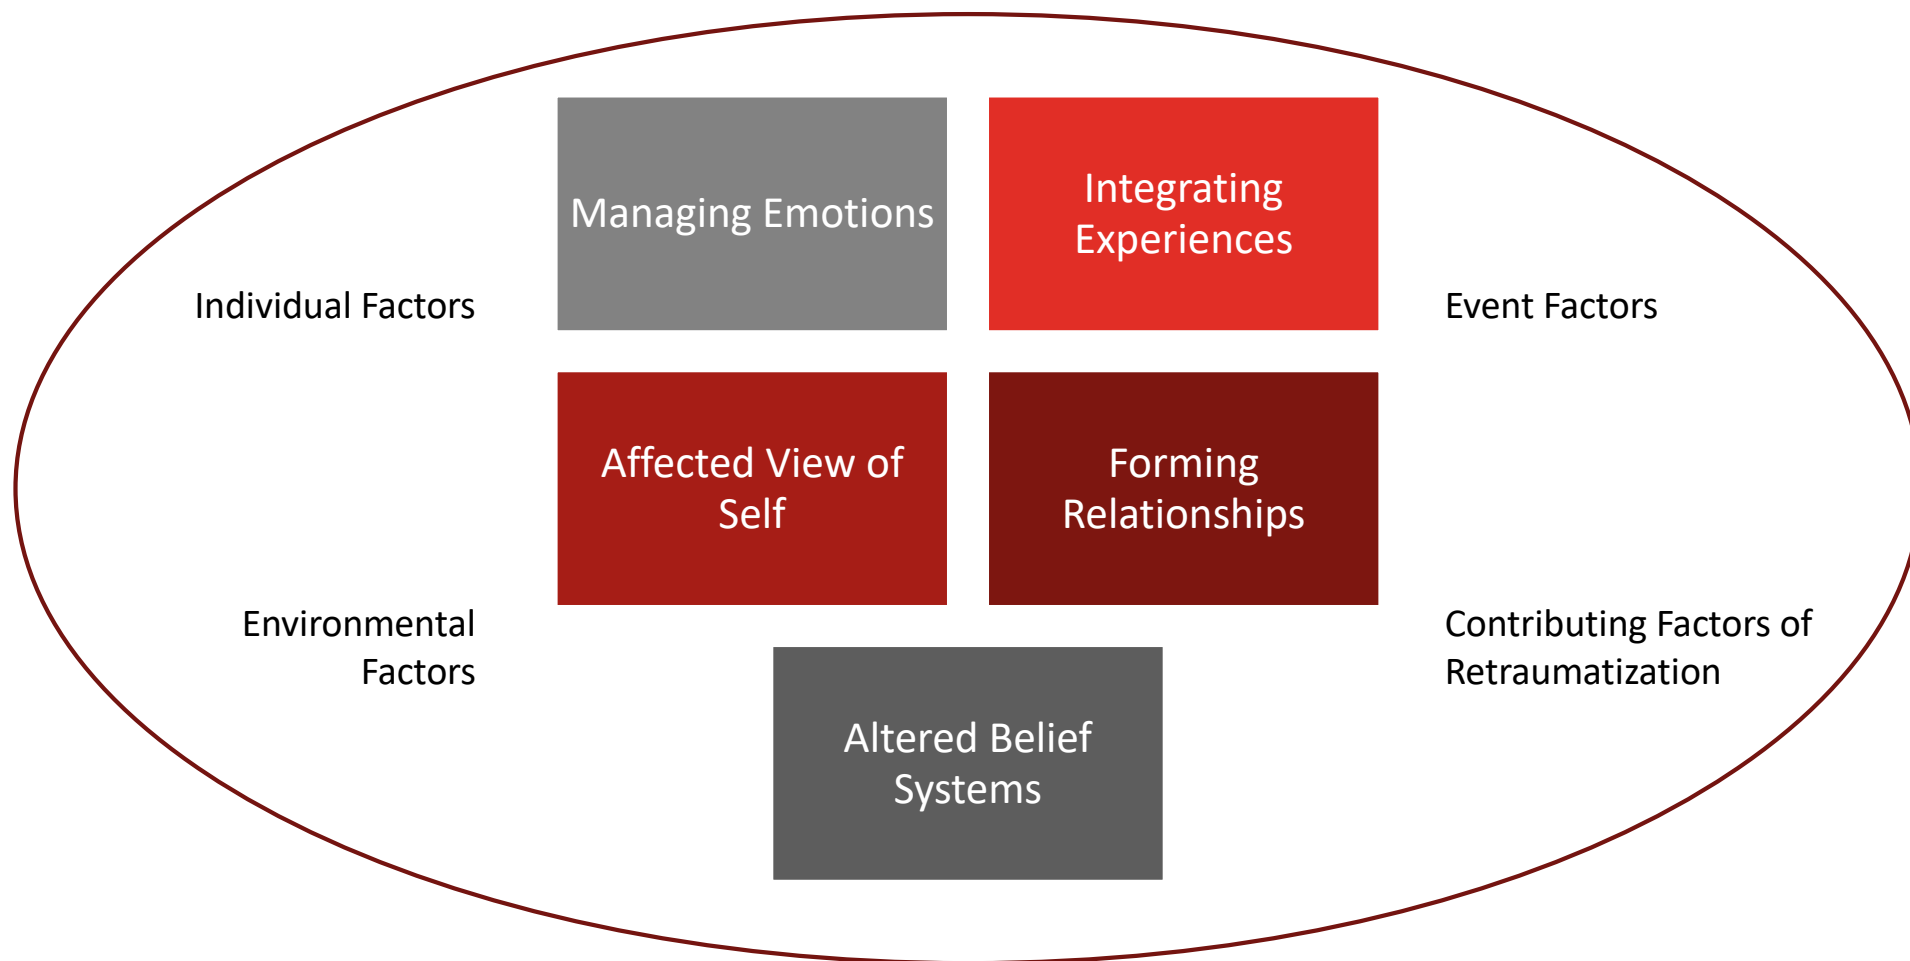 Managing Emotions
Integrating
Experiences
Individual Factors
Event Factors
Affected View of
Self
Forming
Relationships
Environmental
Factors
Contributing Factors of
Retraumatization
Altered Belief
Systems